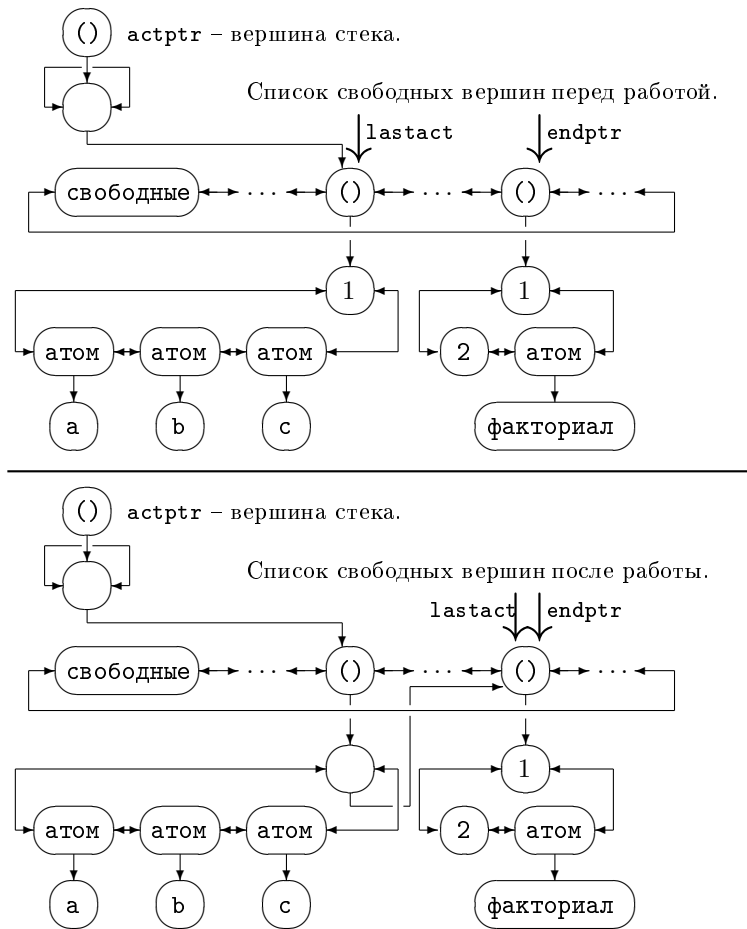 () actptr – вершина стека.
Список свободных вершин перед работой.
lastact endptr
свободные ... () ... () ...
1 1
атом атом атом 2 атом
a b c факториал
() actptr – вершина стека.
Список свободных вершин после работы.
lastact endptr
свободные ... () ... () ...
1
атом атом атом 2 атом
a b c факториал